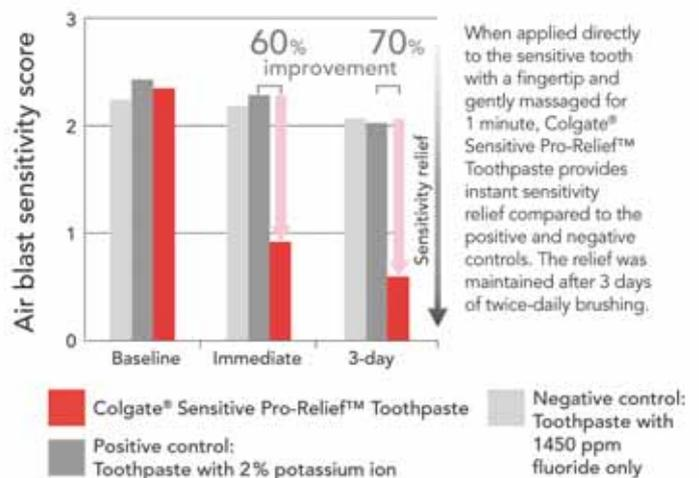 3
2
1
0
Air blast sensitivity score
60%
70%
improvement
Sensitivity relief
Baseline
Immediate
3-day
When applied directly
to the sensitive tooth
with a fingertip and
gently massaged for
1 minute, Colgate®
Sensitive Pro-Relief™
Toothpaste provides
instant sensitivity
relief compared to the
positive and negative
controls. The relief was
maintained after 3 days
of twice-daily brushing.
Colgate® Sensitive Pro-Relief™ Toothpaste
Positive control:
Toothpaste with 2% potassium ion
Negative control:
Toothpaste with
1450 ppm
fluoride only